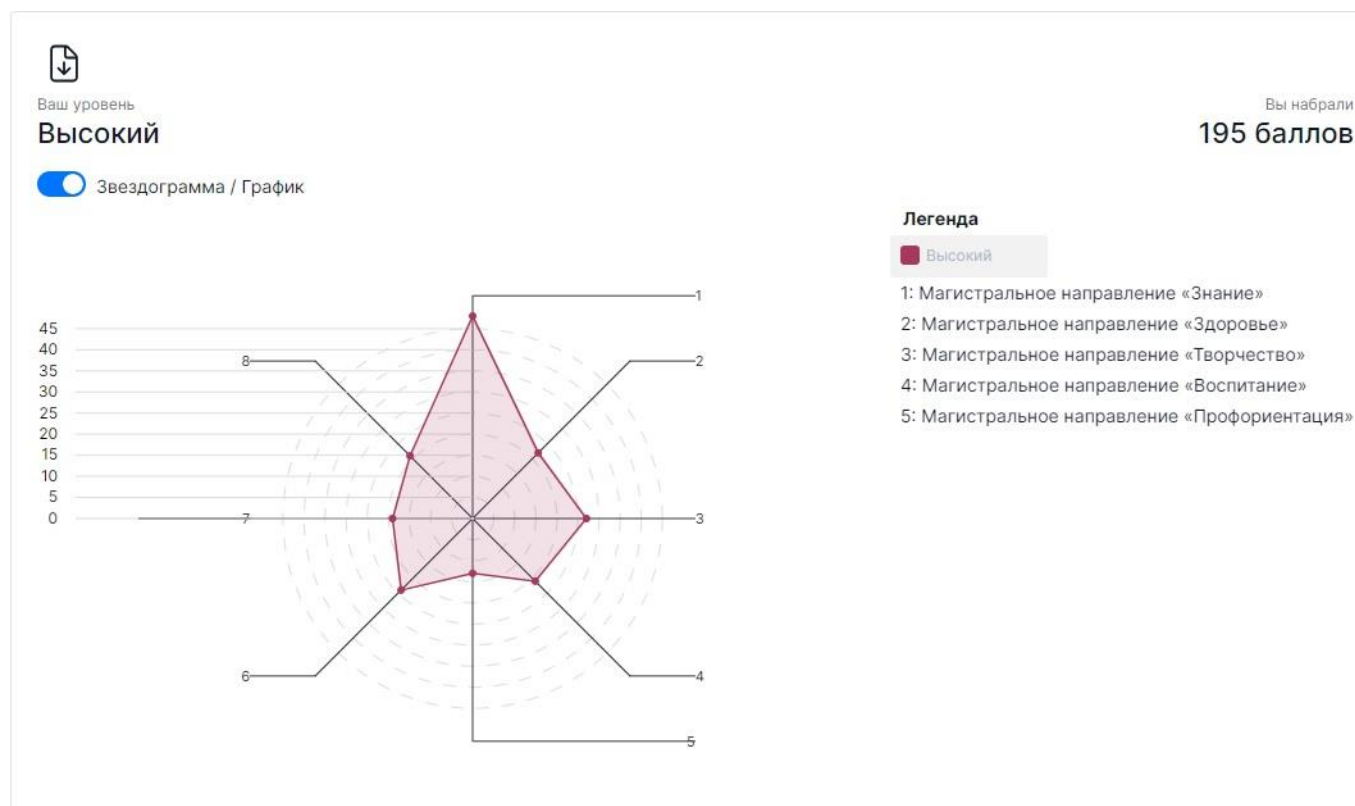 Ваш уровень
Высокий
Вы набрали
195 баллов
Звездограмма / График
Легенда
Высокий
1: Магистральное направление «Знание»
2: Магистральное направление «Здоровье»
3: Магистральное направление «Творчество»
4: Магистральное направление «Воспитание»
5: Магистральное направление «Профориентация»
45
40
35
30
25
20
15
10
5
0
1
2
3
4
5
6
7
8